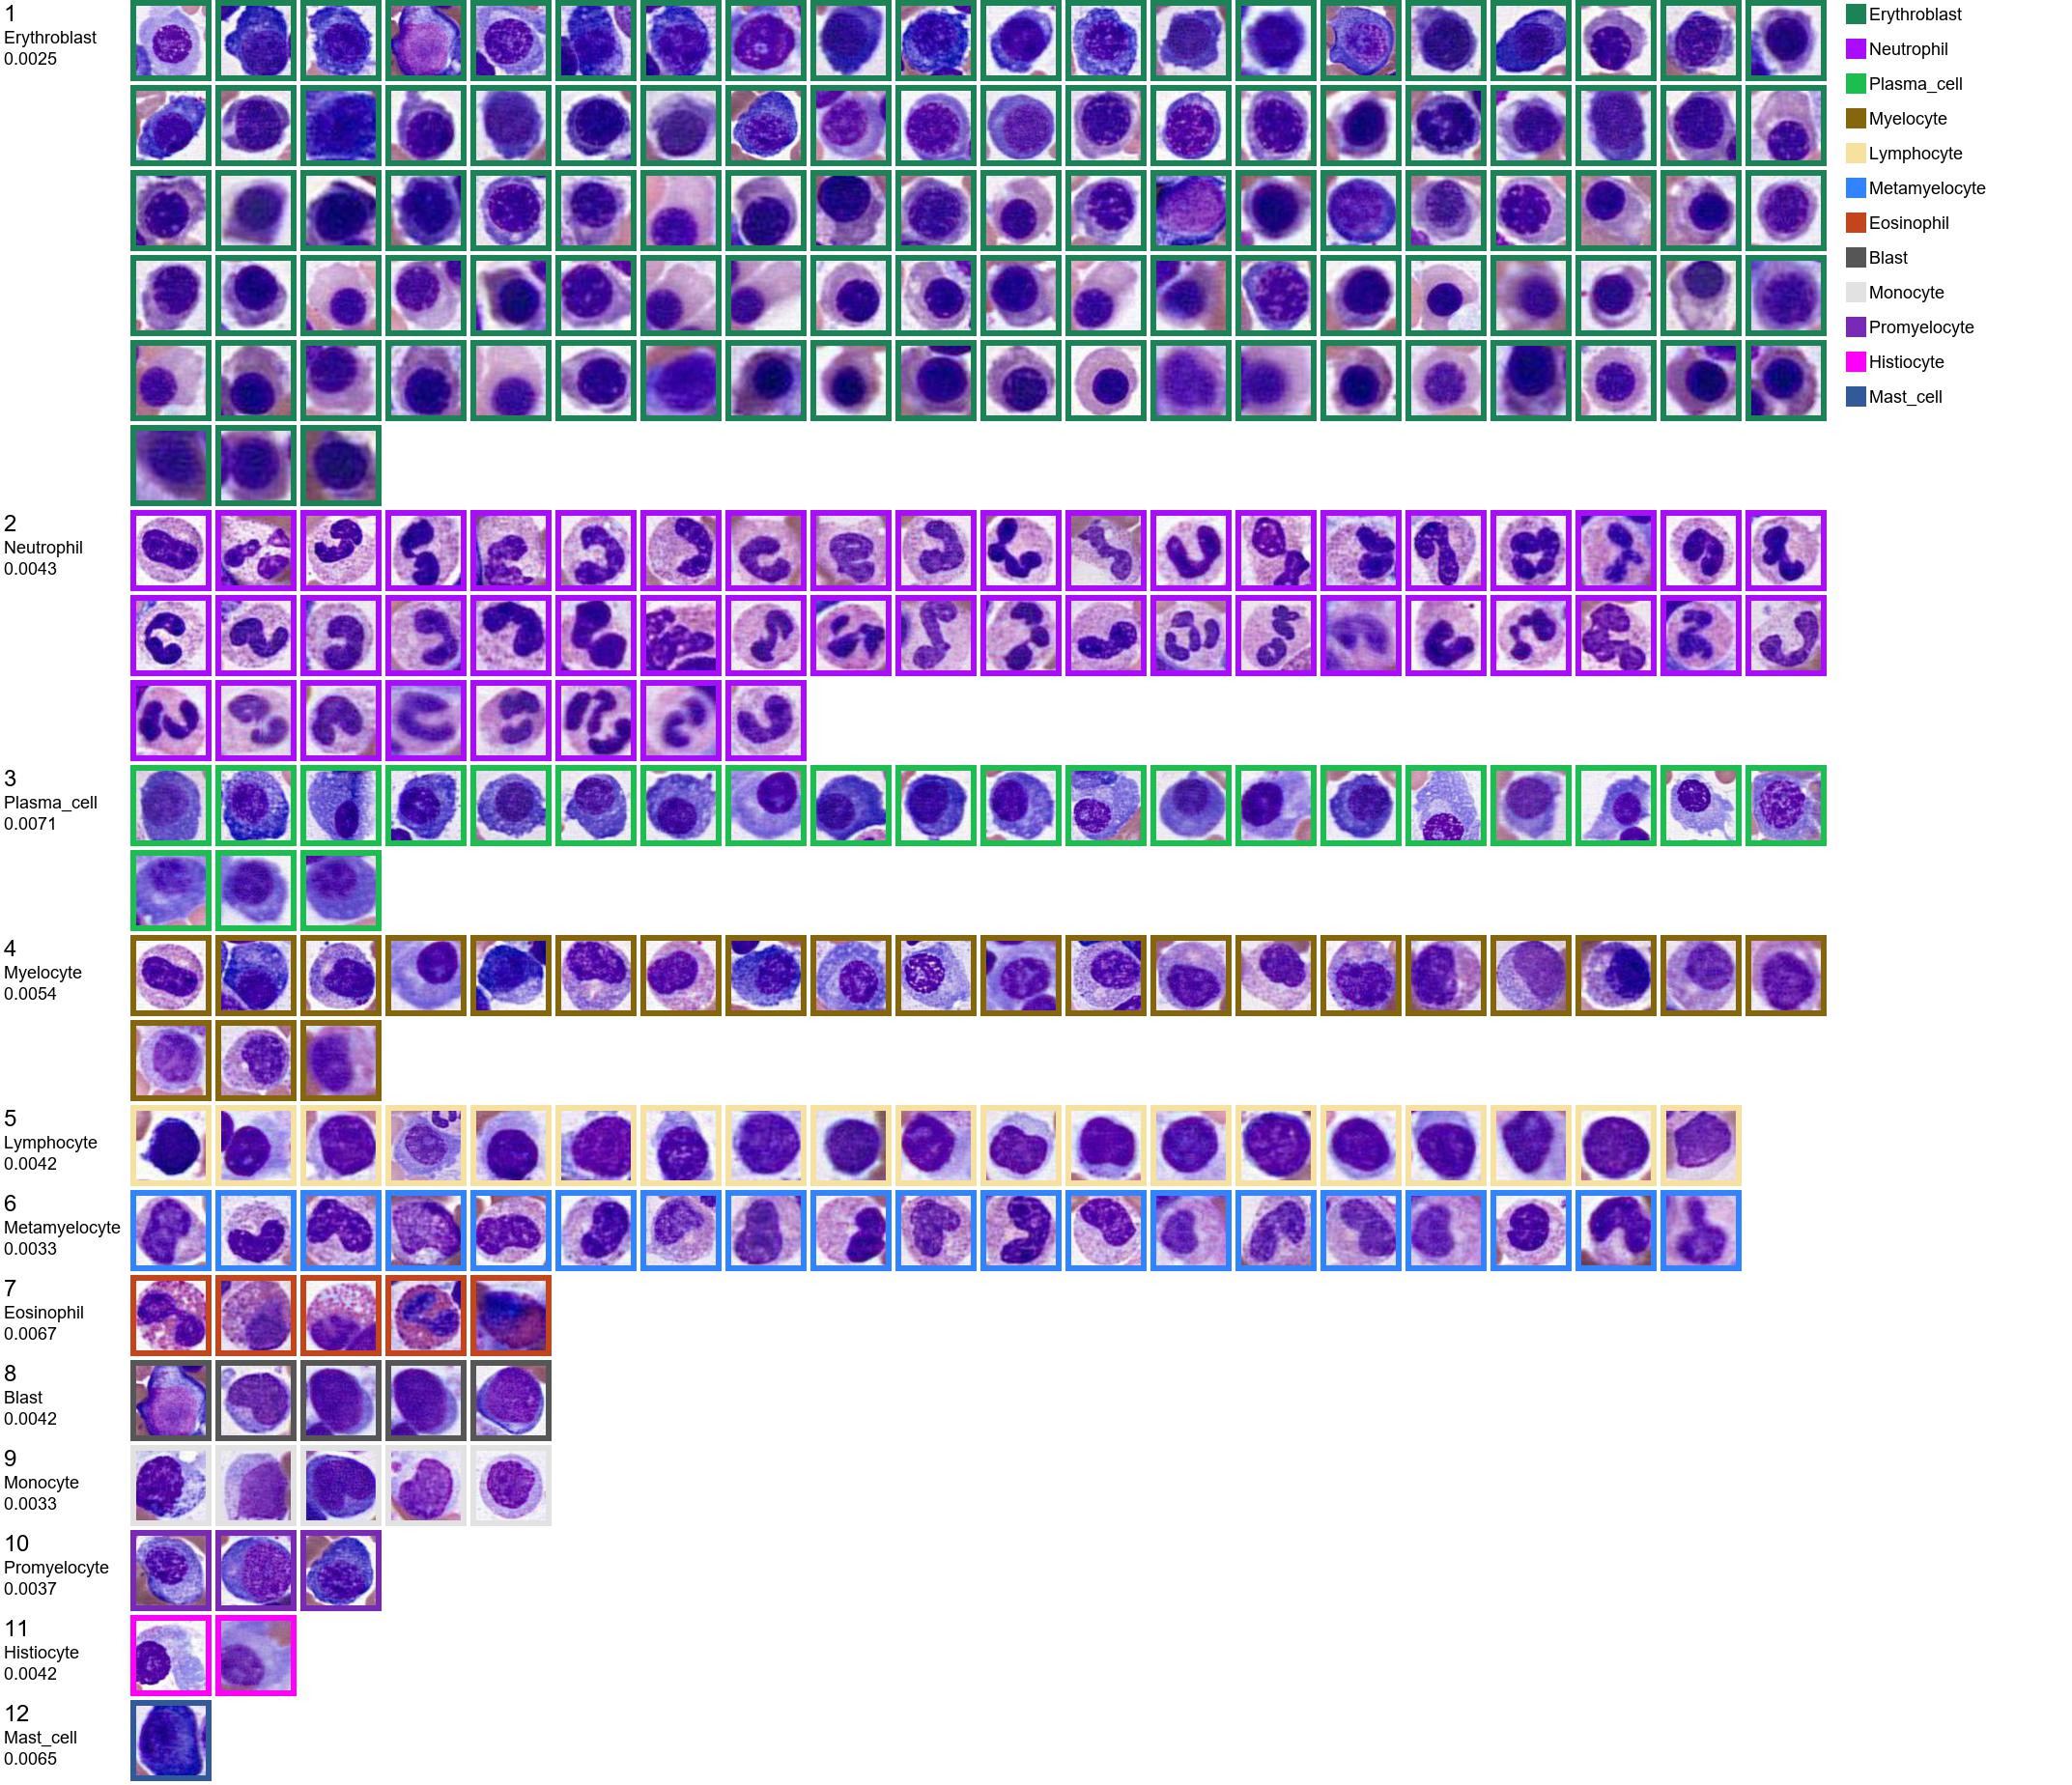 1
Erythroblast
0.0025
2
Neutrophil
0.0043
3
Plasma_cell
0.0071
4
Myelocyte
0.0054
5
Lymphocyte
0.0042
6
Metamyelocyte
0.0033
7
Eosinophil
0.0067
8
Blast
0.0042
9
Monocyte
0.0033
10
Promyelocyte
0.0037
11
Histiocyte
0.0042
12
Mast_cell
0.0065
Erythroblast
Neutrophil
Plasma_cell
Myelocyte
Lymphocyte
Metamyelocyte
Eosinophil
Blast
Monocyte
Promyelocyte
Histiocyte
Mast_cell